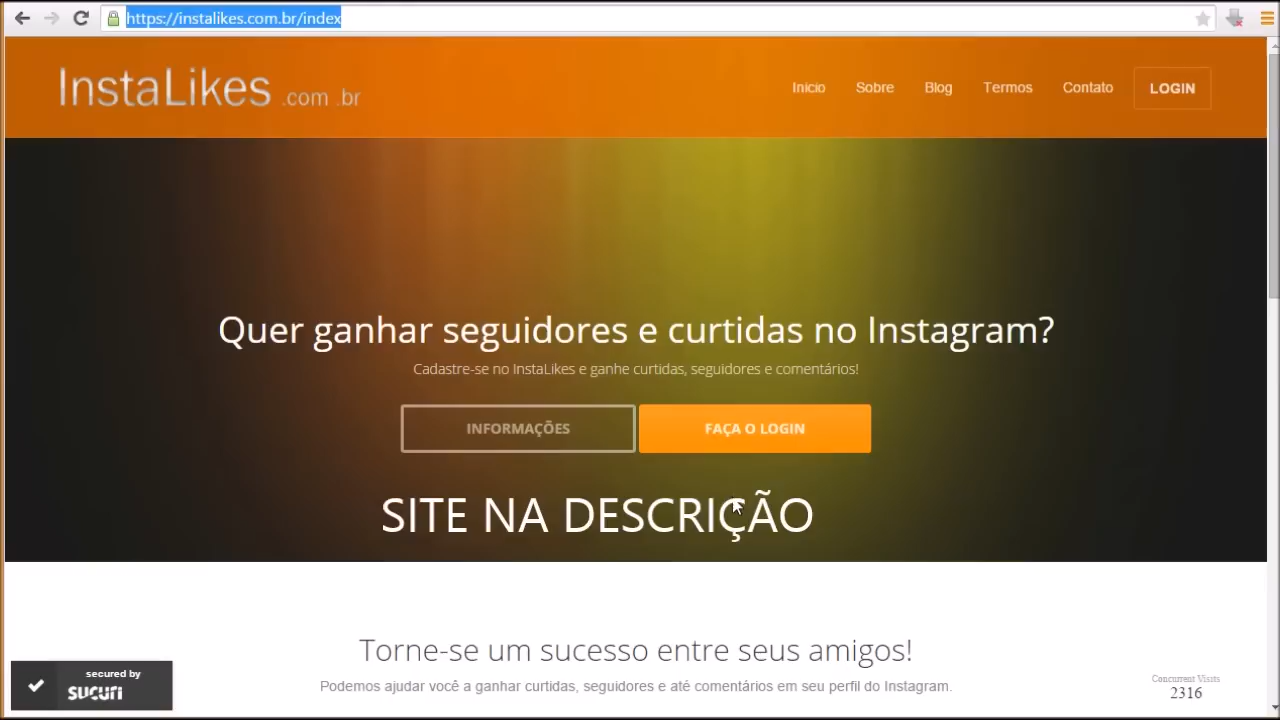 https://instalikes.com.br/index
InstaLikes .com .br
Inicio Sobre Blog Termos Contato LOGIN
Quer ganhar seguidores e curtidas no Instagram?
Cadastre-se no InstaLikes e ganhe curtidas, seguidores e comentários!
INFORMAÇÕES FAÇA O LOGIN
SITE NA DESCRIÇÃO
Torne-se um sucesso entre seus amigos!
Podemos ajudar você a ganhar curtidas, seguidores e até comentários em seu perfil do Instagram.
secured by
sucuri
Concurrent Visits
2316